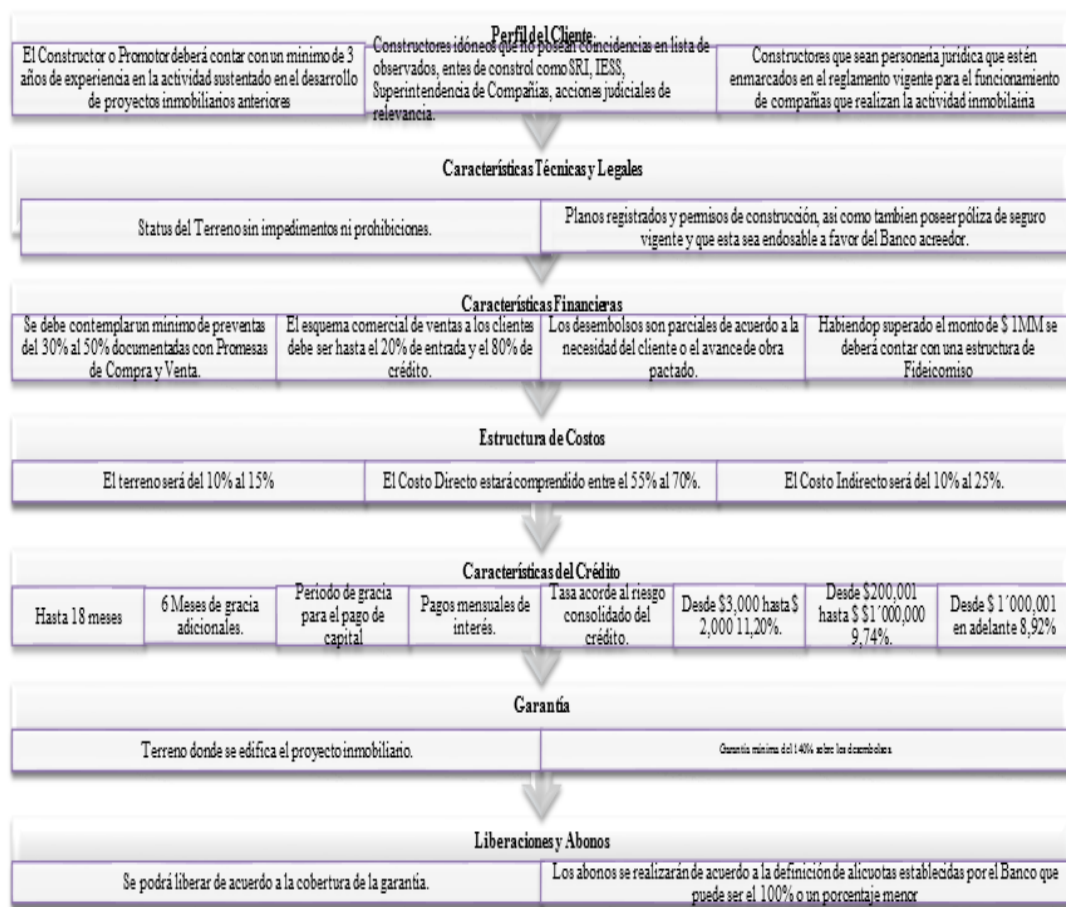 Perfil del Cliente
El Constructor o Promotor deberá contar con un mínimo de 3
años de experiencia en la actividad sustentado en el desarrollo
de proyectos inmobiliarios anteriores
Constructores idóneos que no posean coincidencias en lista de
observados, entes de constrol como SRI, IESS,
Superintendencia de Compañias, acciones judiciales de
relevancia.
Constructores que sean personería jurídica que estén
enmarcados en el reglamento vigente para el funcionamiento
de compañías que realizan la actividad inmobilairia
Características Técnicas y Legales
Status del Terreno sin impedimentos ni prohibiciones.
Planos registrados y permisos de construcción, asi como tambien poseer póliza de seguro
vigente y que esta sea endosable a favor del Banco acreedor.
Características Financieras
Se debe contemplar un mínimo de preventas
del 30% al 50% documentadas con Promesas
de Compra y Venta.
El esquema comercial de ventas a los clientes
debe ser hasta el 20% de entrada y el 80% de
crédito.
Los desembolsos son parciales de acuerdo a la
necesidad del cliente o el avance de obra
pactado.
Habiendop superado el monto de $ 1MM se
deberá contar con una estructura de
Fideicomiso
Estructura de Costos
El terreno será del 10% al 15%
El Costo Directo estará comprendido entre el 55% al 70%.
El Costo Indirecto será del 10% al 25%.
Características del Crédito
Hasta 18 meses
6 Meses de gracia
adicionales.
Periodo de gracia
para el pago de
capital
Pagos mensuales de
interés.
Tasa acorde al riesgo
consolidado del
crédito.
Desde $3,000 hasta $
2,000 11,20%.
Desde $200,001
hasta $ $1´000,000
9,74%.
Desde $ 1´000,001
en adelante 8,92%
Garantía
Terreno donde se edifica el proyecto inmobiliario.
Garantía mínima del 140% sobre los desembolsos
Liberaciones y Abonos
Se podrá liberar de acuerdo a la cobertura de la garantía.
Los abonos se realizarán de acuerdo a la definición de alicuotas establecidas por el Banco que
puede ser el 100% o un porcentaje menor